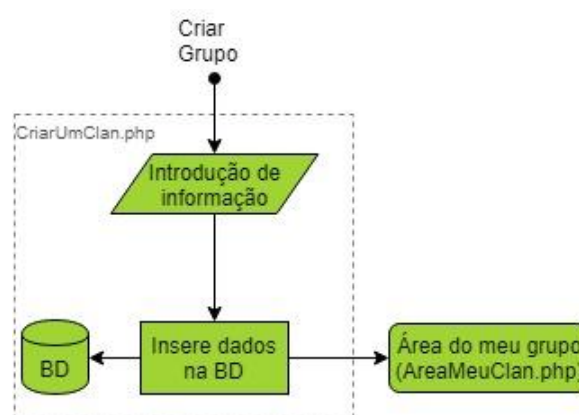 Criar
Grupo
CriarUmClan.php
Introdução de
informação
BD
Insere dados
na BD
Área do meu grupo
(AreaMeuClan.php)